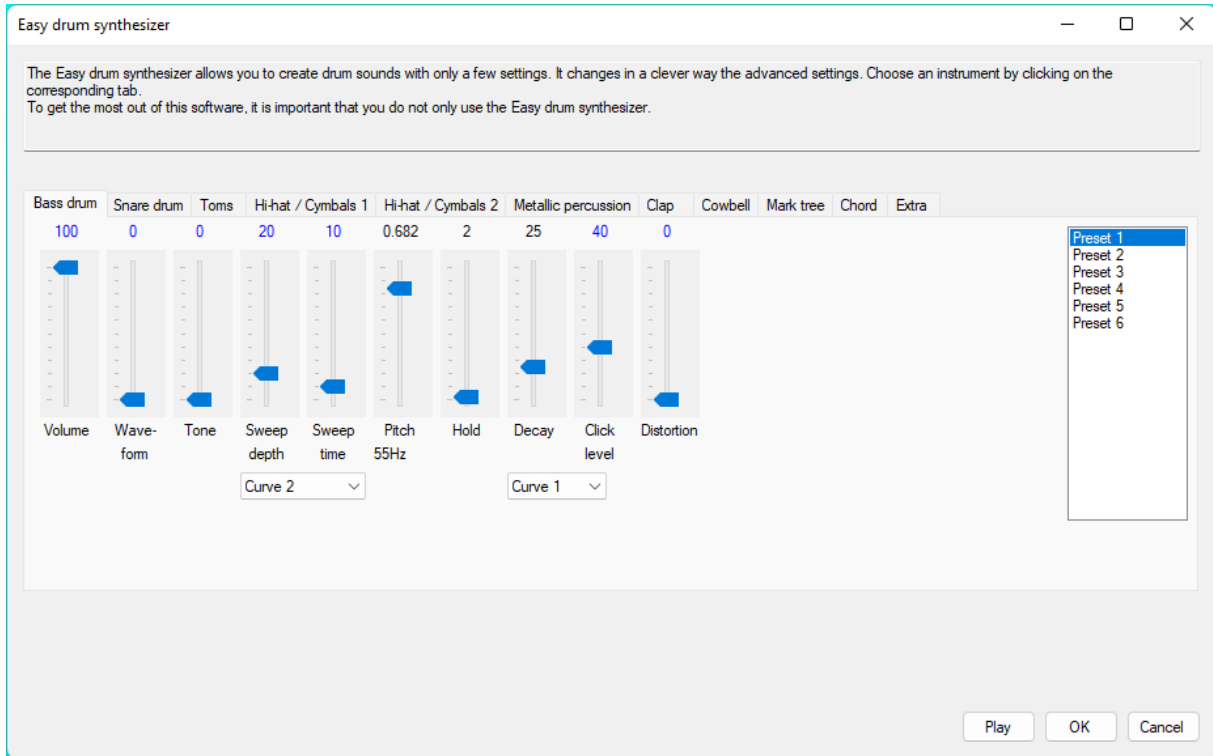 Easy drum synthesizer
The Easy drum synthesizer allows you to create drum sounds with only a few settings. It changes in a clever way the advanced settings. Choose an instrument by clicking on the
corresponding tab.
To get the most out of this software, it is important that you do not only use the Easy drum synthesizer.
Bass drum Snare drum Toms Hi-hat / Cymbals 1 Hi-hat / Cymbals 2 Metallic percussion Clap Cowbell Mark tree Chord Extra
100 0 0 20 10 0.682 2 25 40 0
Volume Wave- Tone Sweep Sweep Pitch Hold Decay Click Distortion
form depth time 55Hz level
Curve 2 Curve 1
Preset 1
Preset 2
Preset 3
Preset 4
Preset 5
Preset 6
Play OK Cancel